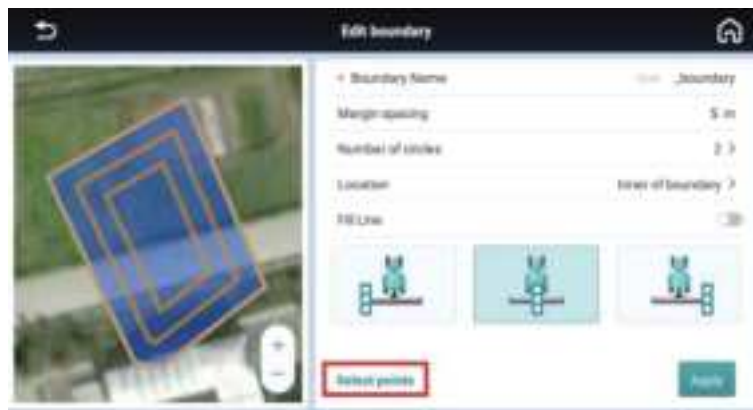 Edit boundary
* Boundary Name
_boundary
Margin spacing
5 m
Number of circles
2 >
Location
Inner of boundary >
Fill Line
+
−
Select points
Apply